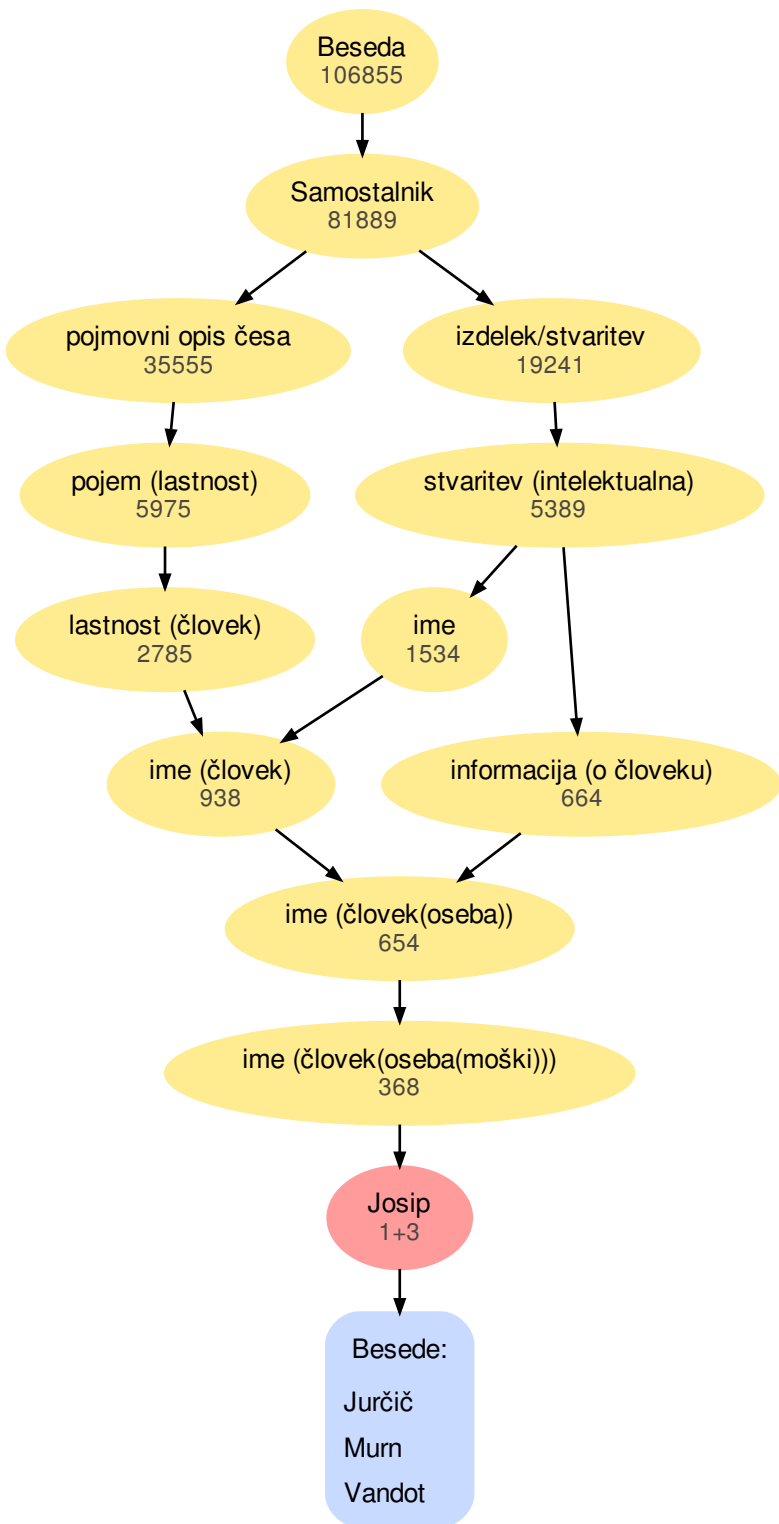 Beseda
106855
Samostalnik
81889
pojmovni opis česa
35555
izdelek/stvaritev
19241
pojem (lastnost)
5975
stvaritev (intelektualna)
5389
lastnost (človek)
2785
ime
1534
ime (človek)
938
informacija (o človeku)
664
ime (človek(oseba))
654
ime (človek(oseba(moški)))
368
Josip
1+3
Besede:
Jurčič
Murn
Vandot